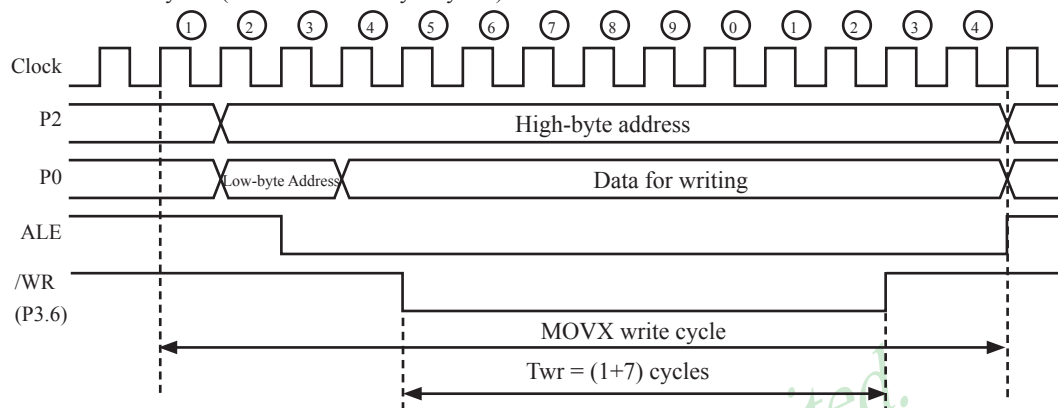 ① ② ③ ④ ⑤ ⑥ ⑦ ⑧ ⑨ ⓪ ① ② ③ ④
Clock
P2 High-byte address
P0 Low-byte Address Data for writing
ALE
/WR
(P3.6)
MOVX write cycle
Twr = (1+7) cycles